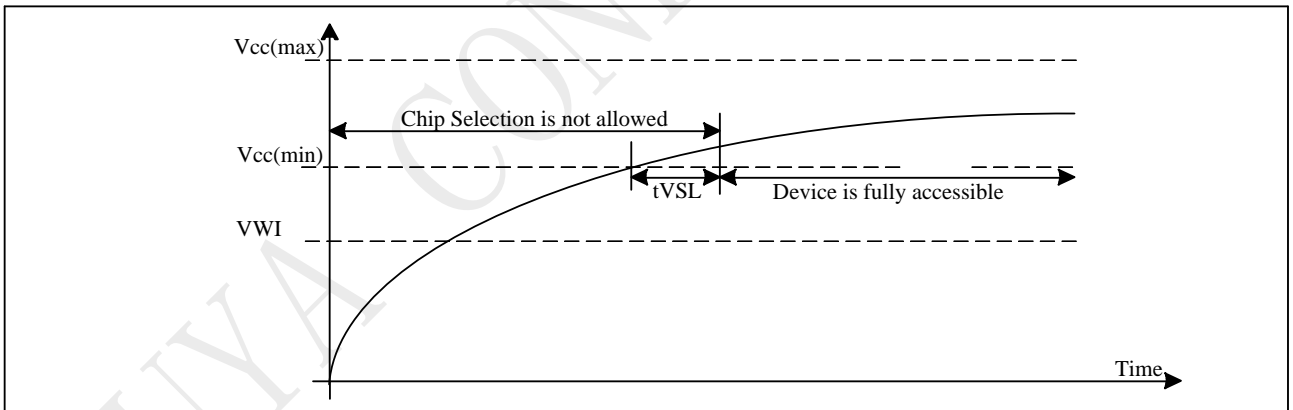 Vcc(max)
Chip Selection is not allowed
Vcc(min)
tVSL
Device is fully accessible
VWI
Time